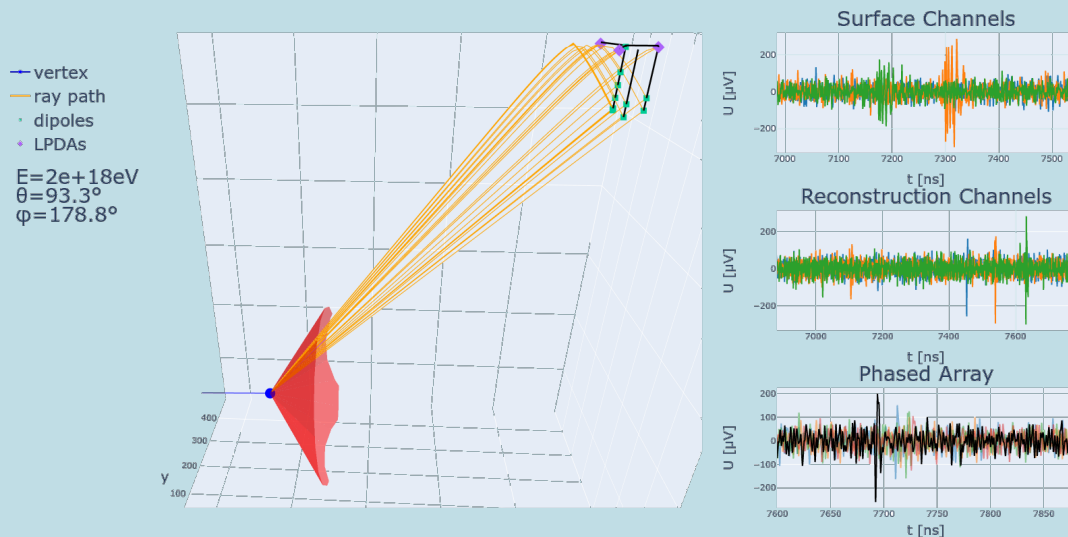 vertex
ray path
dipoles
LPDAs
E=2e+18eV
θ=93.3°
φ=178.8°
400
300
200
100
y
Surface Channels
U [μV]
200
0
−200
7000
7100
7200
7300
7400
7500
t [ns]
Reconstruction Channels
U [μV]
200
0
−200
7000
7200
7400
7600
t [ns]
Phased Array
U [μV]
200
100
0
−100
−200
7600
7650
7700
7750
7800
7850
t [ns]